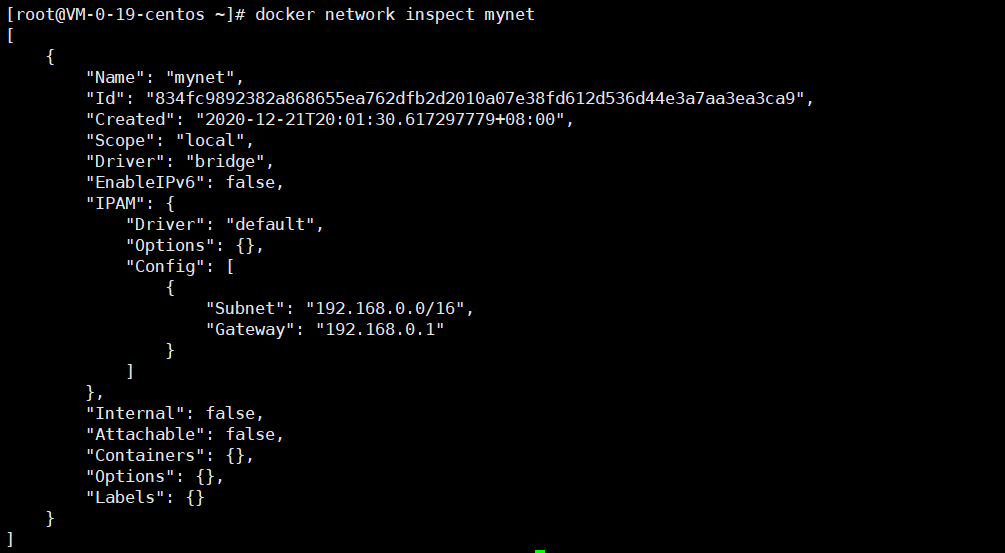 [root@VM-0-19-centos ~]# docker network inspect mynet
[
    {
        "Name": "mynet",
        "Id": "834fc9892382a868655ea762dfb2d2010a07e38fd612d536d44e3a7aa3ea3ca9",
        "Created": "2020-12-21T20:01:30.617297779+08:00",
        "Scope": "local",
        "Driver": "bridge",
        "EnableIPv6": false,
        "IPAM": {
            "Driver": "default",
            "Options": {},
            "Config": [
                {
                    "Subnet": "192.168.0.0/16",
                    "Gateway": "192.168.0.1"
                }
            ]
        },
        "Internal": false,
        "Attachable": false,
        "Containers": {},
        "Options": {},
        "Labels": {}
    }
]